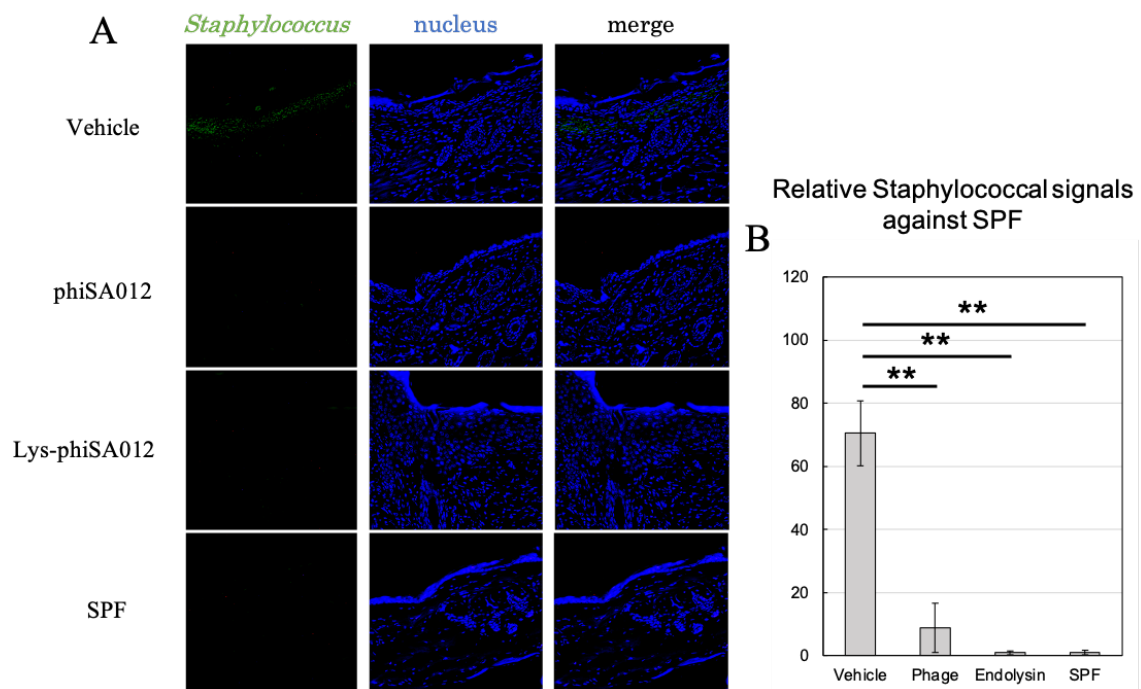 A
Staphylococcus nucleus merge
Vehicle
phiSA012
Lys-phiSA012
SPF
Relative Staphylococcal signals
against SPF
B
120
100
80
60
40
20
0
**
**
**
Vehicle Phage Endolysin SPF